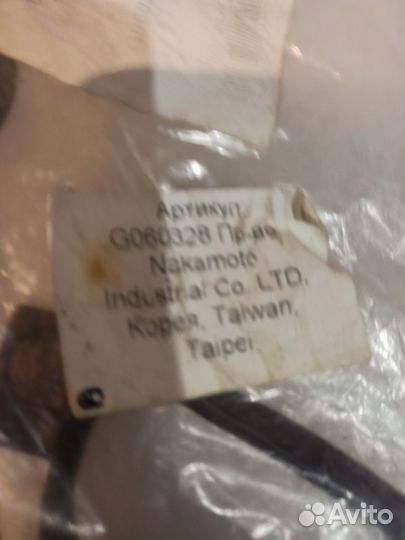 Артикул
G060328 Пр-во,
Nakamoto
Industrial Co. LTD,
Корея, Taiwan,
Taipei,
Avito